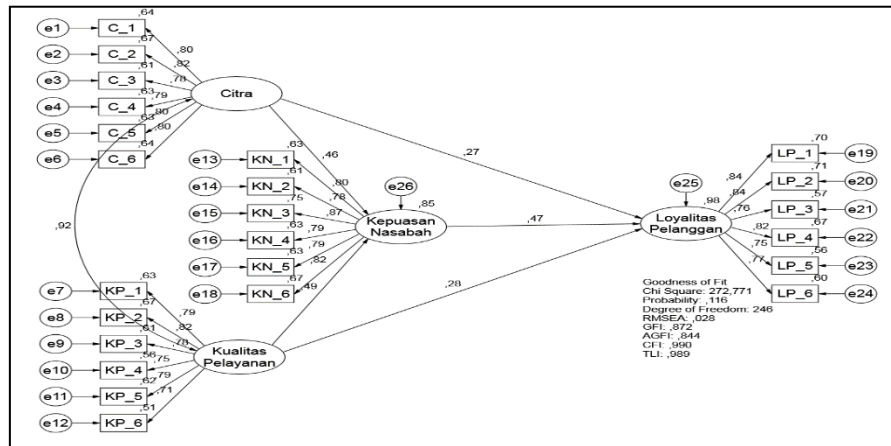 ,64
e1
C_1
,67
,80
e2
C_2
,82
,61
e3
C_3
,78
Citra
,63
,79
e4
C_4
,63
,80
e5
C_5
,80
,64
e6
C_6
,27
,46
,63
e13
KN_1
,61
,80
e14
KN_2
,78
,75
e15
KN_3
,87
,63
e16
KN_4
,79
,63
e17
KN_5
,79
,67
,82
e18
KN_6
,49
e26
,85
Kepuasan
Nasabah
,47
,92
,28
e25
,98
Loyalitas
Pelanggan
,70
LP_1
e19
,84
,71
LP_2
e20
,84
,57
LP_3
e21
,76
,67
LP_4
e22
,82
,56
LP_5
e23
,75
,60
LP_6
e24
,77
,63
e7
KP_1
,67
,79
e8
KP_2
,82
,61
e9
KP_3
,78
,56
e10
KP_4
,75
,62
e11
KP_5
,79
,51
e12
KP_6
,71
Kualitas
Pelayanan
Goodness of Fit
Chi Square: 272,771
Probability: ,116
Degree of Freedom: 246
RMSEA: ,028
GFI: ,872
AGFI: ,844
CFI: ,990
TLI: ,989